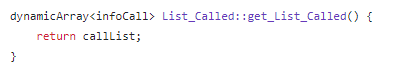 dynamicArray<infoCall> List_Called::get_List_Called() {
    return callList;
}